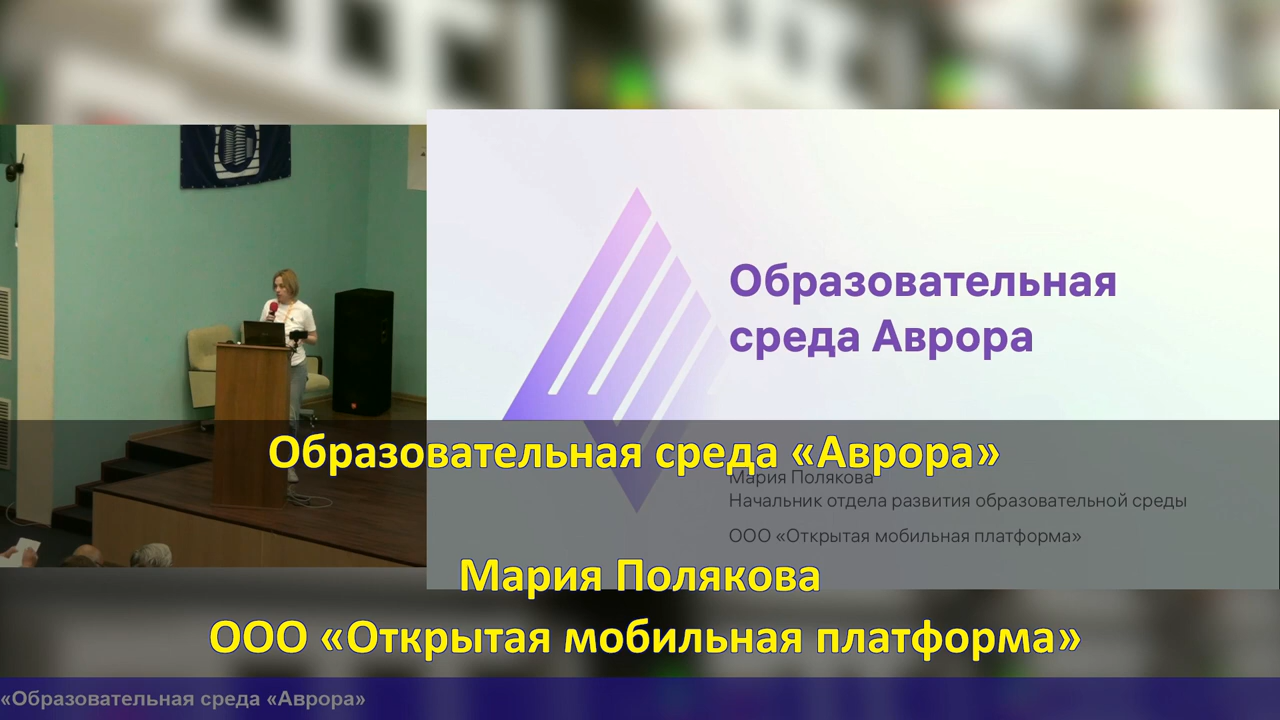 Образовательная
среда Аврора
Образовательная среда «Аврора»
Мария Полякова
Начальник отдела развития образовательной среды
ООО «Открытая мобильная платформа»
Мария Полякова
ООО «Открытая мобильная платформа»
«Образовательная среда «Аврора»